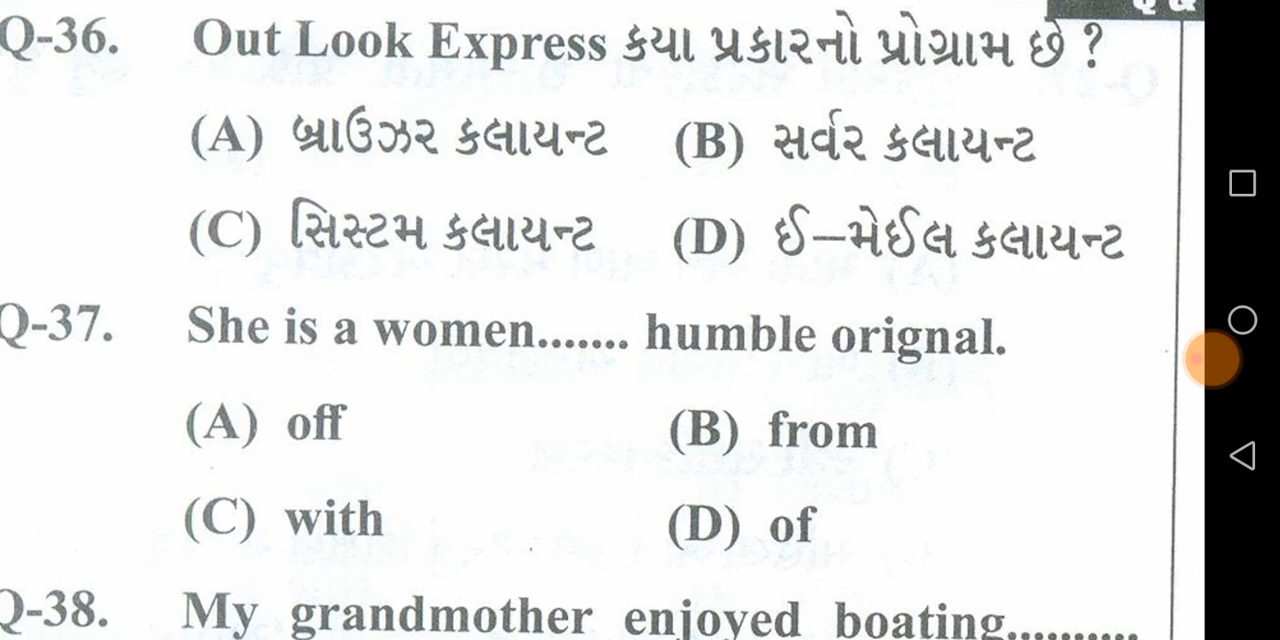 Q-36. Out Look Express કયા પ્રકારનો પ્રોગ્રામ છે ?
(A) બ્રાઉઝર કલાયન્ટ (B) સર્વર કલાયન્ટ
(C) સિસ્ટમ કલાયન્ટ (D) ઈ–મેઈલ કલાયન્ટ
Q-37. She is a women....... humble orignal.
(A) off (B) from
(C) with (D) of
Q-38. My grandmother enjoyed boating..........